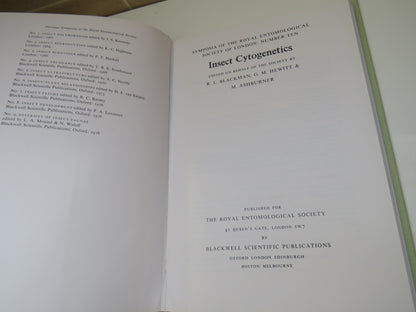 Previous Symposia of the Royal Entomological Society
No. 1. INSECT POLYMORPHISM edited by J. S. Kennedy
London: 1961
No. 2. INSECT REPRODUCTION edited by K. C. Highnam
London: 1964
No. 3. INSECT BEHAVIOUR edited by P. T. Haskell
London: 1966
No. 4. INSECT ABUNDANCE edited by T. R. E. Southwood
Blackwell Scientific Publications, Oxford: 1968
No. 5. INSECT ULTRASTRUCTURE edited by A. C. Neville
Blackwell Scientific Publications, Oxford: 1970
No. 6. INSECT/PLANT RELATIONSHIPS edited by H. F. van Emden
Blackwell Scientific Publications, Oxford: 1973
No. 7. INSECT FLIGHT edited by R. C. Rainey
Blackwell Scientific Publications, Oxford: 1976
No. 8. INSECT DEVELOPMENT edited by P. A. Lawrence
Blackwell Scientific Publications, Oxford: 1976
No. 9. DIVERSITY OF INSECT FAUNAS
edited by L. A. Mound & N. Waloff
Blackwell Scientific Publications, Oxford: 1978
SYMPOSIA OF THE ROYAL ENTOMOLOGICAL
SOCIETY OF LONDON: NUMBER TEN
Insect Cytogenetics
EDITED ON BEHALF OF THE SOCIETY BY
R. L. BLACKMAN, G. M. HEWITT &
M. ASHBURNER
PUBLISHED FOR
THE ROYAL ENTOMOLOGICAL SOCIETY
41 QUEEN'S GATE, LONDON SW7
BY
BLACKWELL SCIENTIFIC PUBLICATIONS
OXFORD LONDON EDINBURGH
BOSTON MELBOURNE